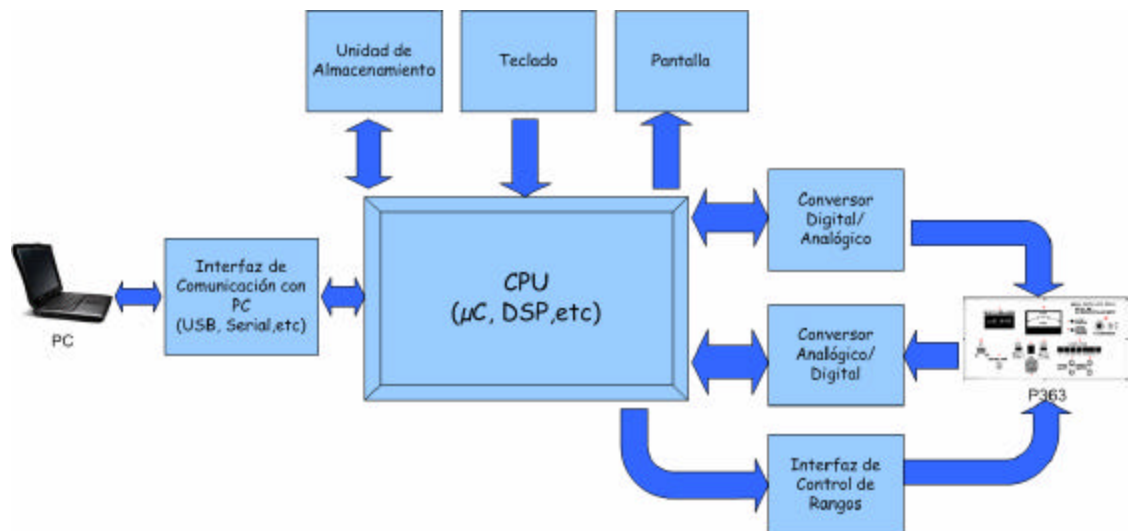 Unidad de
Almacenamiento
Teclado
Pantalla
Conversor
Digital/
Analógico
Interfaz de
Comunicación con
PC
(USB, Serial,etc)
PC
CPU
(µC, DSP,etc)
Conversor
Analógico/
Digital
P363
Interfaz de
Control de
Rangos